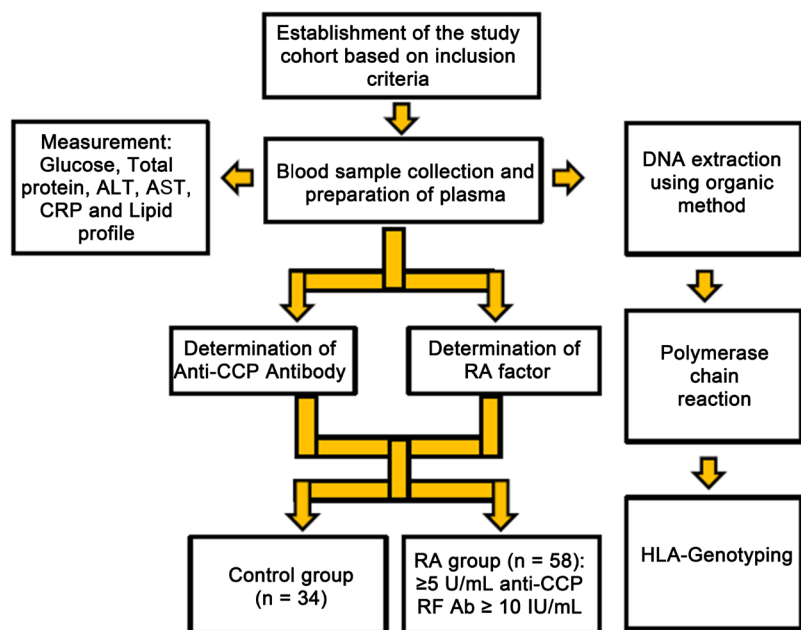 Establishment of the study
cohort based on inclusion
criteria
Measurement:
Glucose, Total
protein, ALT, AST,
CRP and Lipid
profile
Blood sample collection and
preparation of plasma
DNA extraction
using organic
method
Determination of
Anti-CCP Antibody
Determination of
RA factor
Polymerase
chain
reaction
Control group
(n = 34)
RA group (n = 58):
≥5 U/mL anti-CCP
RF Ab ≥ 10 IU/mL
HLA-Genotyping